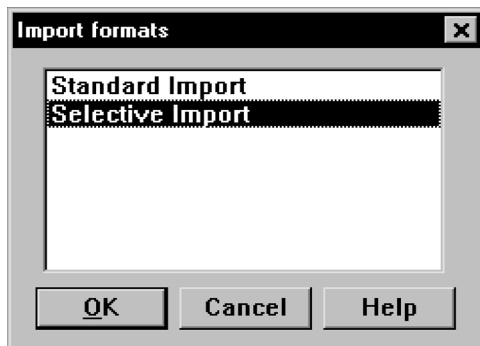 Import formats
Standard Import
Selective Import
OK Cancel Help